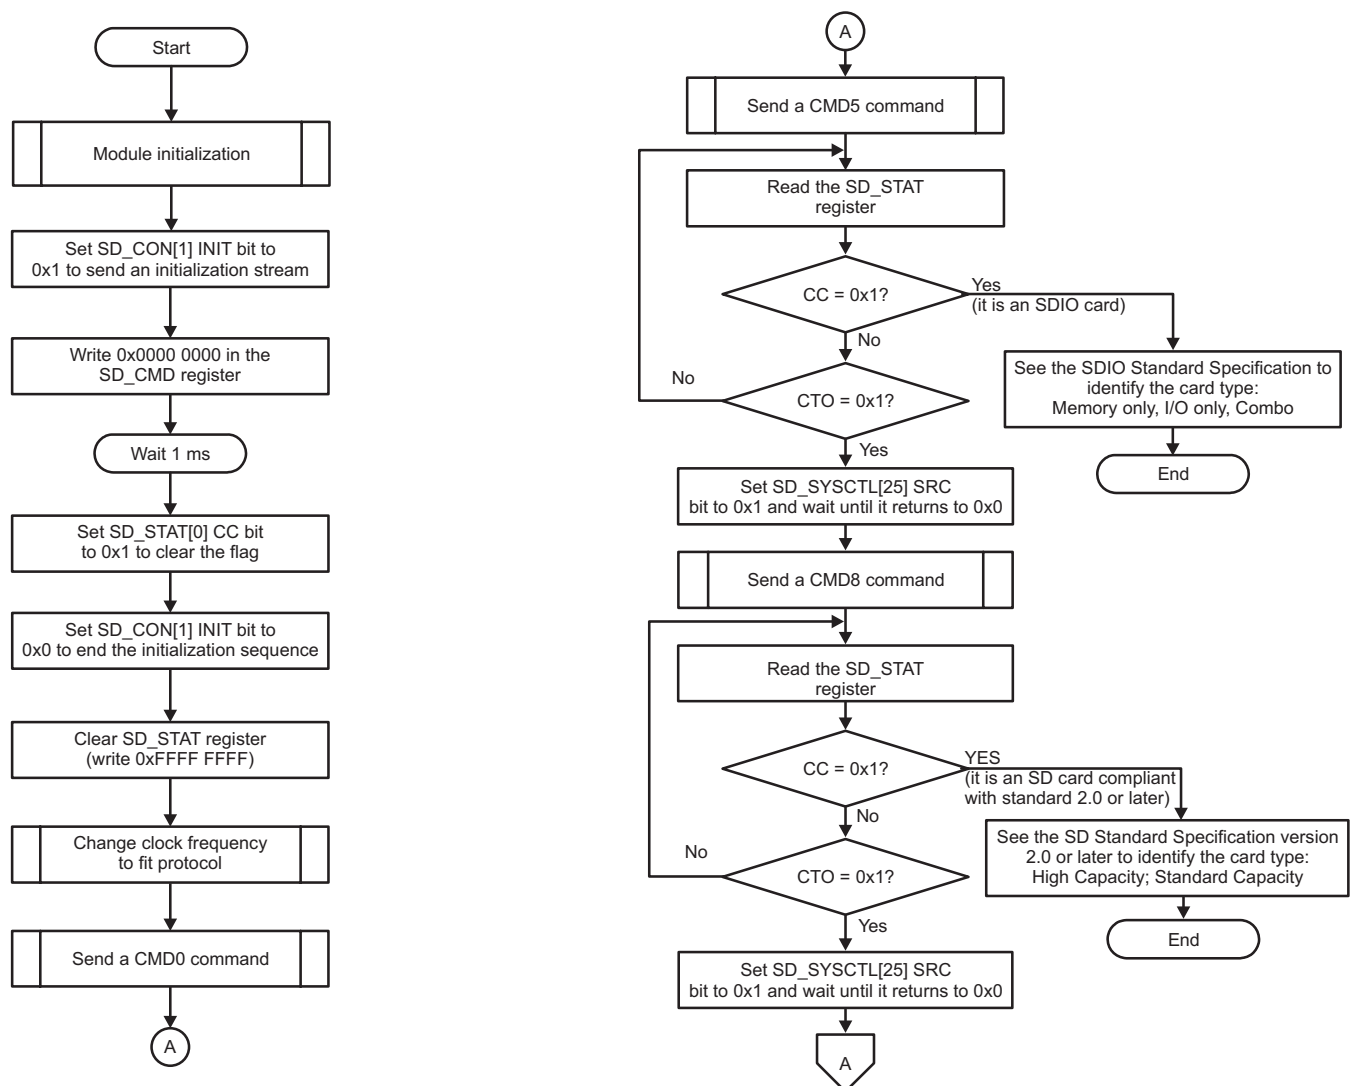 Start
Module initialization
Set SD_CON[1] INIT bit to
0x1 to send an initialization stream
Write 0x0000 0000 in the
SD_CMD register
Wait 1 ms
Set SD_STAT[0] CC bit
to 0x1 to clear the flag
Set SD_CON[1] INIT bit to
0x0 to end the initialization sequence
Clear SD_STAT register
(write 0xFFFF FFFF)
Change clock frequency
to fit protocol
Send a CMD0 command
A
A
Send a CMD5 command
Read the SD_STAT
register
CC = 0x1?
Yes
(it is an SDIO card)
No
See the SDIO Standard Specification to
identify the card type:
Memory only, I/O only, Combo
End
No
CTO = 0x1?
Yes
Set SD_SYSCTL[25] SRC
bit to 0x1 and wait until it returns to 0x0
Send a CMD8 command
Read the SD_STAT
register
CC = 0x1?
YES
(it is an SD card compliant
with standard 2.0 or later)
No
See the SD Standard Specification version
2.0 or later to identify the card type:
High Capacity; Standard Capacity
End
No
CTO = 0x1?
Yes
Set SD_SYSCTL[25] SRC
bit to 0x1 and wait until it returns to 0x0
A